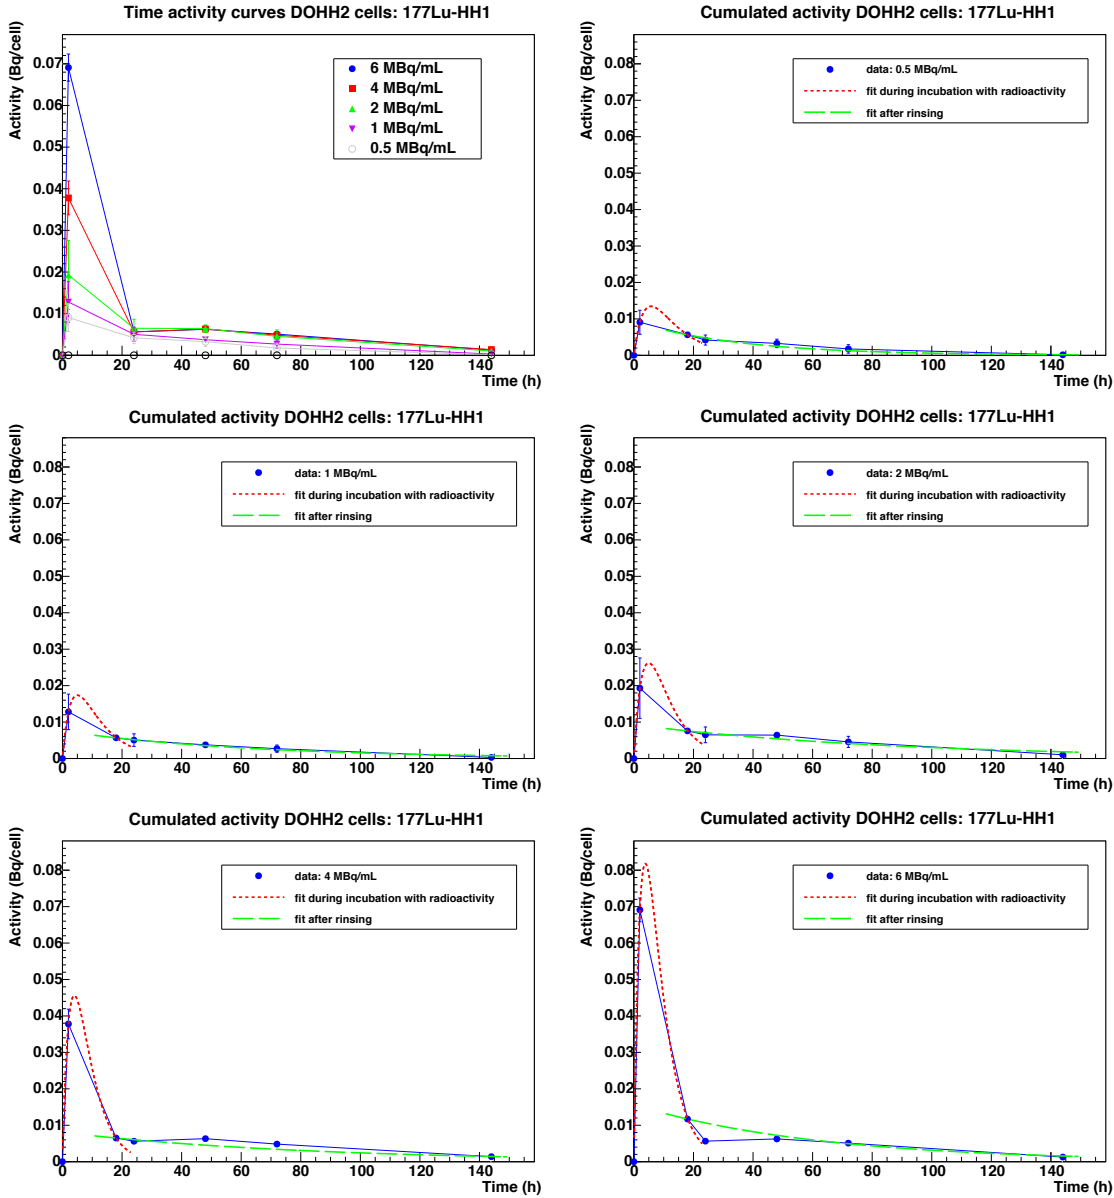 Time activity curves DOHH2 cells: 177Lu-HH1
Activity (Bq/cell)
0.07
0.06
0.05
0.04
0.03
0.02
0.01
0
0 20 40 60 80 100 120 140
Time (h)
6 MBq/mL
4 MBq/mL
2 MBq/mL
1 MBq/mL
0.5 MBq/mL
Cumulated activity DOHH2 cells: 177Lu-HH1
Activity (Bq/cell)
0.08
0.07
0.06
0.05
0.04
0.03
0.02
0.01
0
0 20 40 60 80 100 120 140
Time (h)
data: 0.5 MBq/mL
fit during incubation with radioactivity
fit after rinsing
Cumulated activity DOHH2 cells: 177Lu-HH1
Activity (Bq/cell)
0.08
0.07
0.06
0.05
0.04
0.03
0.02
0.01
0
0 20 40 60 80 100 120 140
Time (h)
data: 1 MBq/mL
fit during incubation with radioactivity
fit after rinsing
Cumulated activity DOHH2 cells: 177Lu-HH1
Activity (Bq/cell)
0.08
0.07
0.06
0.05
0.04
0.03
0.02
0.01
0
0 20 40 60 80 100 120 140
Time (h)
data: 2 MBq/mL
fit during incubation with radioactivity
fit after rinsing
Cumulated activity DOHH2 cells: 177Lu-HH1
Activity (Bq/cell)
0.08
0.07
0.06
0.05
0.04
0.03
0.02
0.01
0
0 20 40 60 80 100 120 140
Time (h)
data: 4 MBq/mL
fit during incubation with radioactivity
fit after rinsing
Cumulated activity DOHH2 cells: 177Lu-HH1
Activity (Bq/cell)
0.08
0.07
0.06
0.05
0.04
0.03
0.02
0.01
0
0 20 40 60 80 100 120 140
Time (h)
data: 6 MBq/mL
fit during incubation with radioactivity
fit after rinsing